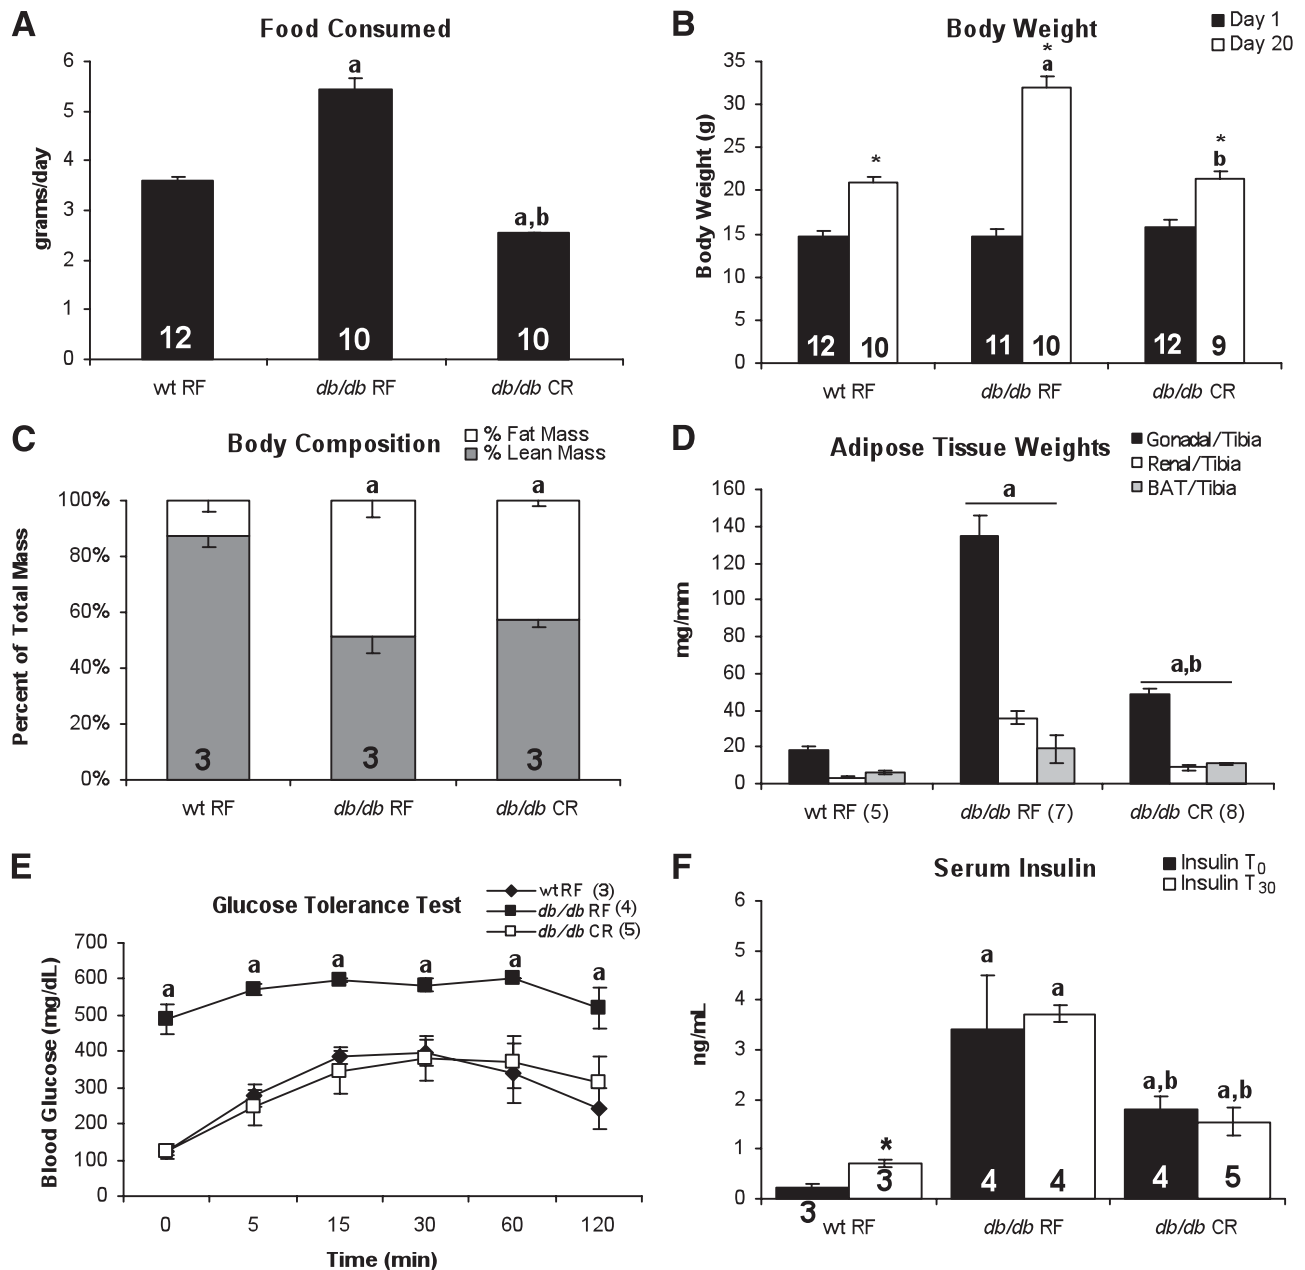 A
Food Consumed
6
5
4
3
2
1
0
grams/day
a
a,b
12
10
10
wt RF
db/db RF
db/db CR
B
Body Weight
Day 1
Day 20
35
30
25
20
15
10
5
0
Body Weight (g)
*
*
a
*
b
12
10
11
10
12
9
wt RF
db/db RF
db/db CR
C
Body Composition
% Fat Mass
% Lean Mass
100%
80%
60%
40%
20%
0%
Percent of Total Mass
a
a
3
3
3
wt RF
db/db RF
db/db CR
D
Adipose Tissue Weights
Gonadal/Tibia
Renal/Tibia
BAT/Tibia
160
140
120
100
80
60
40
20
0
mg/mm
a
a,b
wt RF (5)
db/db RF (7)
db/db CR (8)
E
Glucose Tolerance Test
wt RF (3)
db/db RF (4)
db/db CR (5)
700
600
500
400
300
200
100
0
Blood Glucose (mg/dL)
a
a
a
a
a
a
0
5
15
30
60
120
Time (min)
F
Serum Insulin
Insulin T0
Insulin T30
6
5
4
3
2
1
0
ng/mL
*
a
a
a,b
a,b
3
3
4
4
4
5
wt RF
db/db RF
db/db CR